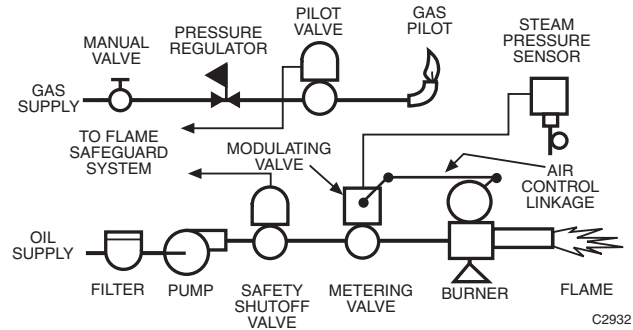 MANUAL
VALVE
PRESSURE
REGULATOR
PILOT
VALVE
GAS
PILOT
STEAM
PRESSURE
SENSOR
GAS
SUPPLY
TO FLAME
SAFEGUARD
SYSTEM
MODULATING
VALVE
AIR
CONTROL
LINKAGE
OIL
SUPPLY
FILTER
PUMP
SAFETY
SHUTOFF
VALVE
METERING
VALVE
BURNER
FLAME
C2932